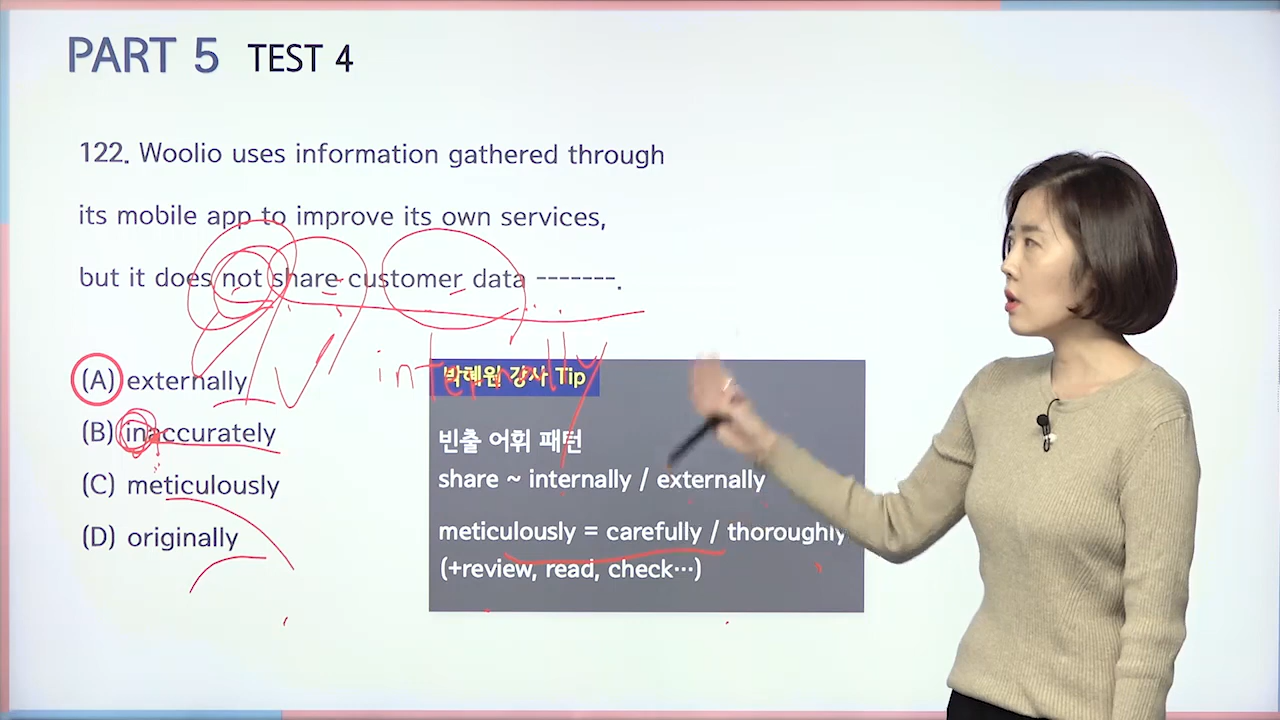 PART 5 TEST 4
122. Woolio uses information gathered through
its mobile app to improve its own services,
but it does not share customer data -------.
(A) externally
(B) inaccurately
(C) meticulously
(D) originally
internally
박혜원 강사 Tip
빈출 어휘 패턴
share ~ internally / externally
meticulously = carefully / thoroughly
(+review, read, check…)